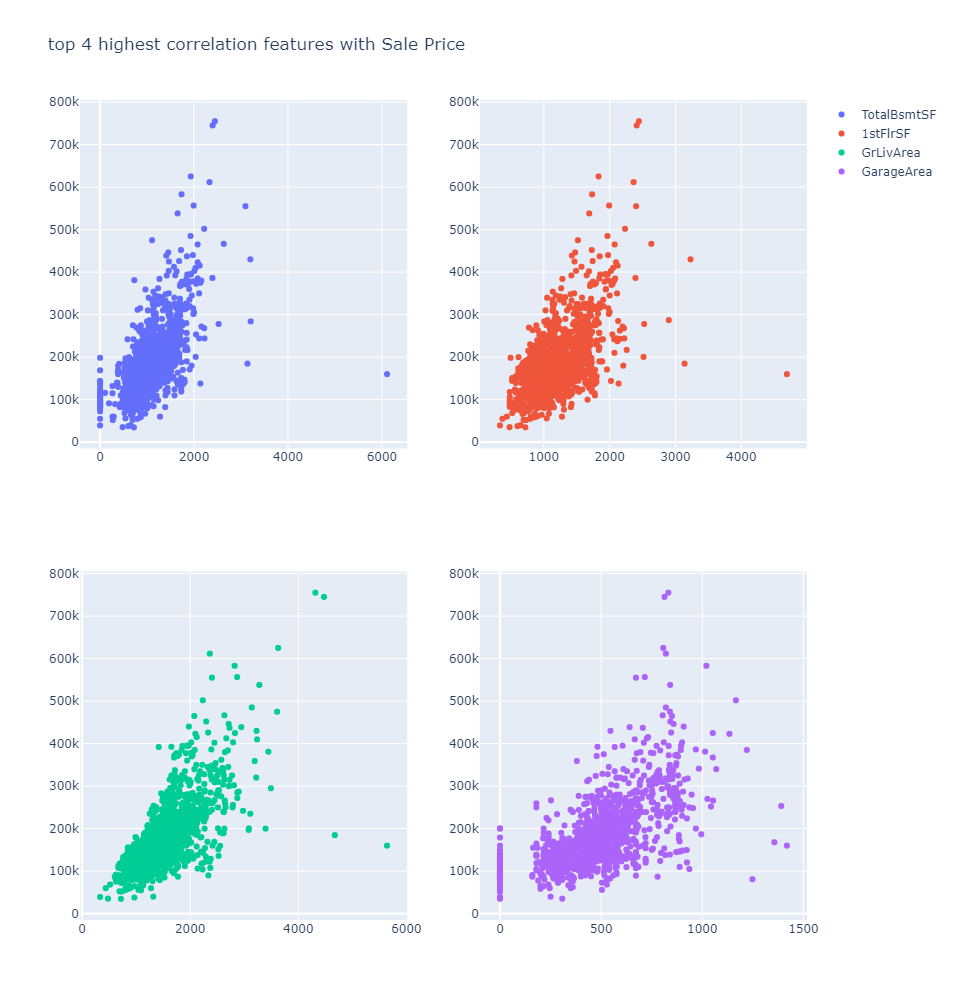 top 4 highest correlation features with Sale Price
TotalBsmtSF
1stFlrSF
GrLivArea
GarageArea
800k
700k
600k
500k
400k
300k
200k
100k
0
0 2000 4000 6000
800k
700k
600k
500k
400k
300k
200k
100k
0
1000 2000 3000 4000
800k
700k
600k
500k
400k
300k
200k
100k
0
0 2000 4000 6000
800k
700k
600k
500k
400k
300k
200k
100k
0
0 500 1000 1500